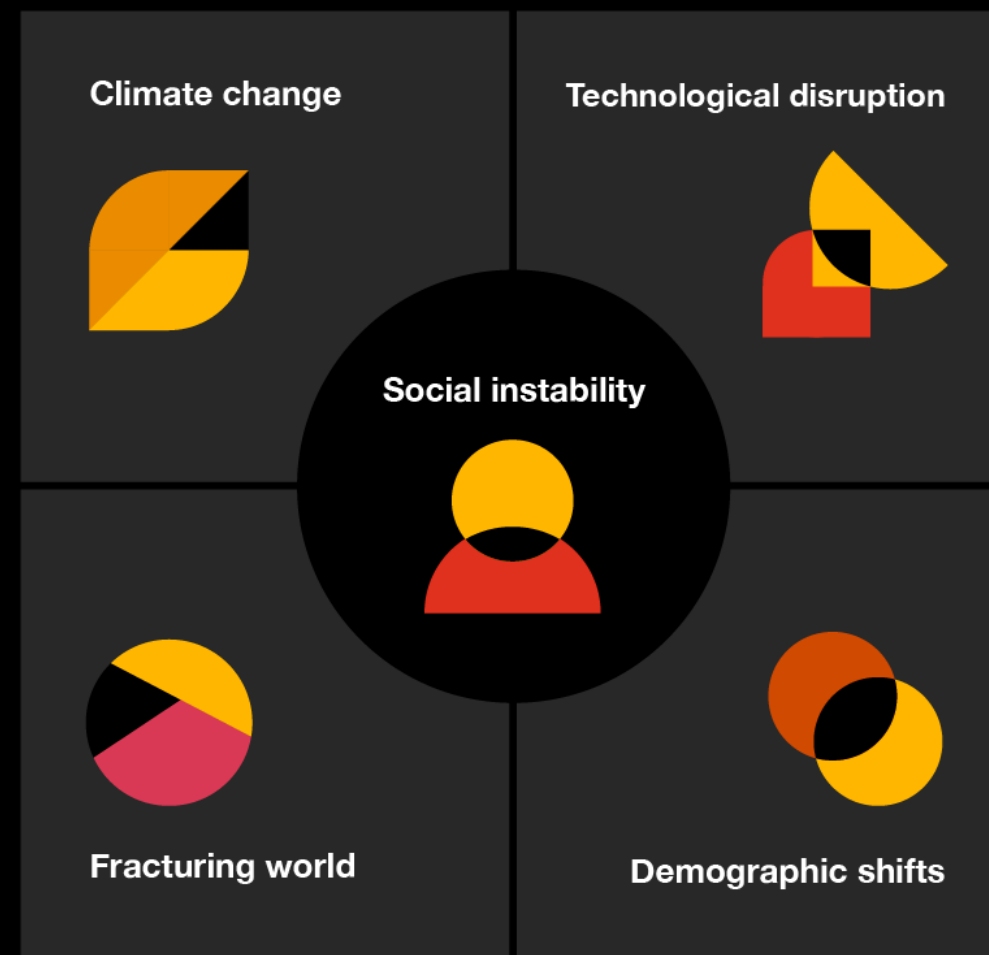 Climate change
Technological disruption
Social instability
Fracturing world
Demographic shifts